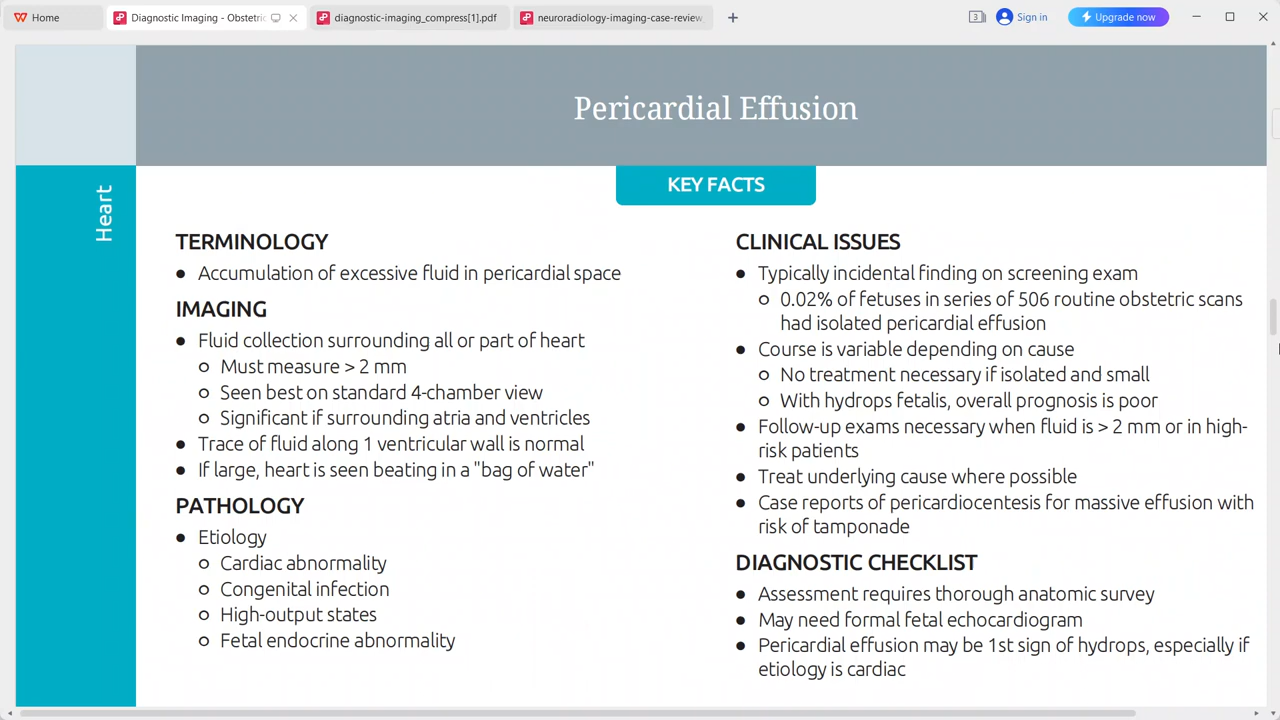 Home
Diagnostic Imaging - Obstetric
diagnostic-imaging_compress[1].pdf
neuroradiology-imaging-case-review
3
Sign in
Upgrade now
Pericardial Effusion
Heart
KEY FACTS
TERMINOLOGY
● Accumulation of excessive fluid in pericardial space
IMAGING
● Fluid collection surrounding all or part of heart
o Must measure > 2 mm
o Seen best on standard 4-chamber view
o Significant if surrounding atria and ventricles
● Trace of fluid along 1 ventricular wall is normal
● If large, heart is seen beating in a "bag of water"
PATHOLOGY
● Etiology
o Cardiac abnormality
o Congenital infection
o High-output states
o Fetal endocrine abnormality
CLINICAL ISSUES
● Typically incidental finding on screening exam
o 0.02% of fetuses in series of 506 routine obstetric scans
had isolated pericardial effusion
● Course is variable depending on cause
o No treatment necessary if isolated and small
o With hydrops fetalis, overall prognosis is poor
● Follow-up exams necessary when fluid is > 2 mm or in high-
risk patients
● Treat underlying cause where possible
● Case reports of pericardiocentesis for massive effusion with
risk of tamponade
DIAGNOSTIC CHECKLIST
● Assessment requires thorough anatomic survey
● May need formal fetal echocardiogram
● Pericardial effusion may be 1st sign of hydrops, especially if
etiology is cardiac